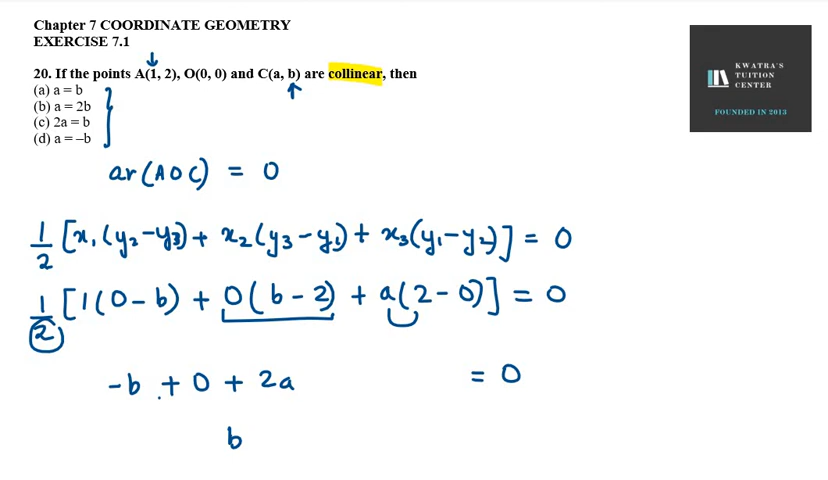 Chapter 7 COORDINATE GEOMETRY
EXERCISE 7.1
20. If the points A(1, 2), O(0, 0) and C(a, b) are collinear, then
(a) a = b
(b) a = 2b
(c) 2a = b
(d) a = –b
KWATRA'S
TUITION
CENTER
FOUNDED IN 2013
ar(AOC) = 0
1/2 [x₁(y₂-y₃) + x₂(y₃-y₁) + x₃(y₁-y₂)] = 0
1/2 [1(0-b) + 0(b-2) + a(2-0)] = 0
-b + 0 + 2a = 0
b